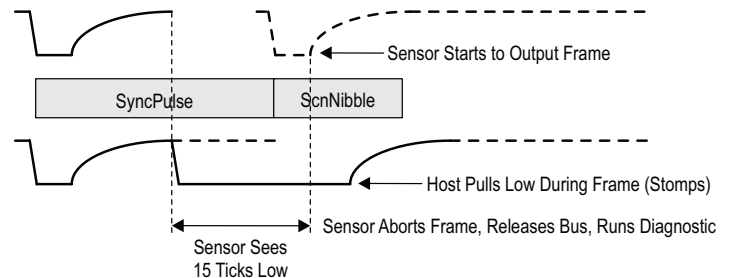 Sensor Starts to Output Frame
SyncPulse
ScnNibble
Host Pulls Low During Frame (Stomps)
Sensor Aborts Frame, Releases Bus, Runs Diagnostic
Sensor Sees
15 Ticks Low